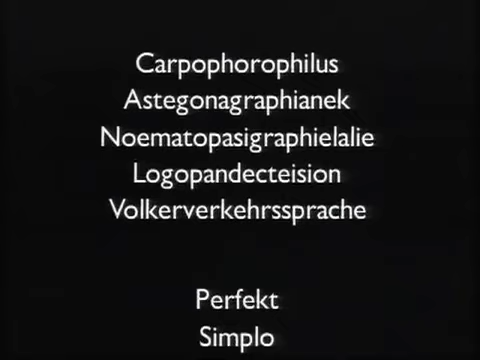 Carpophorophilus
Astegonagraphianek
Noematopasigraphielalie
Logopandecteision
Volkerverkehrssprache
Perfekt
Simplo